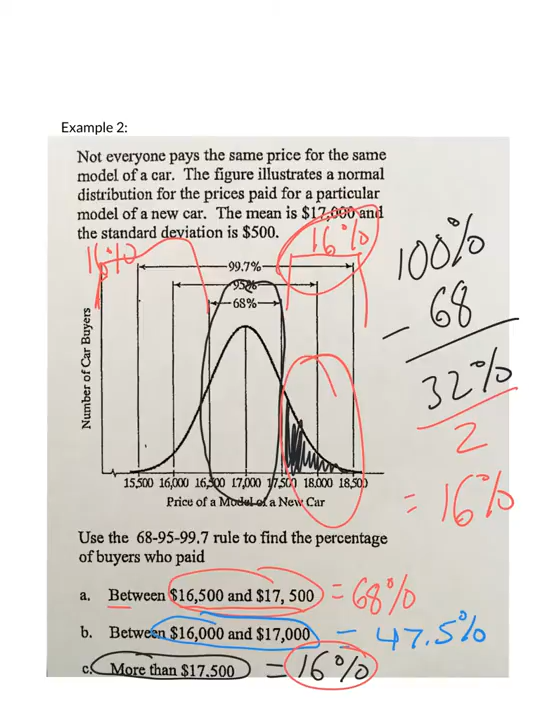 Example 2:
Not everyone pays the same price for the same
model of a car. The figure illustrates a normal
distribution for the prices paid for a particular
model of a new car. The mean is $17,000 and
the standard deviation is $500.
16%
16%
100%
- 68
32%
2
= 16%
99.7%
95%
68%
Number of Car Buyers
15,500 16,000 16,500 17,000 17,500 18,000 18,500
Price of a Model of a New Car
Use the 68-95-99.7 rule to find the percentage
of buyers who paid
a. Between $16,500 and $17, 500 = 68%
b. Between $16,000 and $17,000 = 47.5%
c. More than $17,500 = 16%